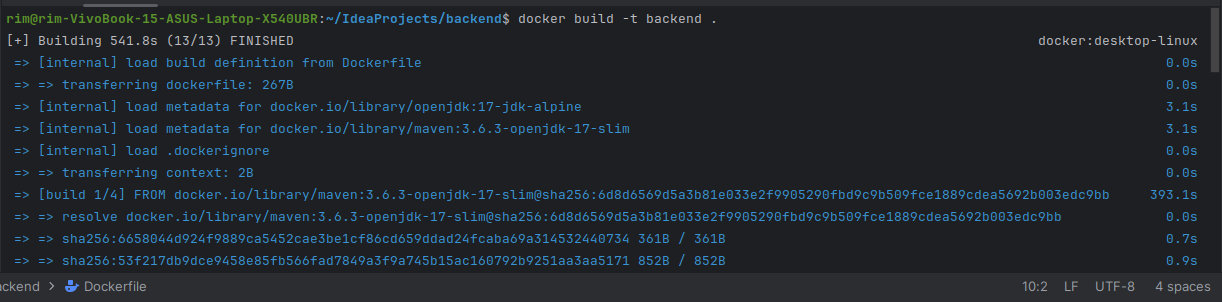 rim@rim-VivoBook-15-ASUS-Laptop-X540UBR:~/IdeaProjects/backend$ docker build -t backend .
[+] Building 541.8s (13/13) FINISHED docker:desktop-linux
=> [internal] load build definition from Dockerfile 0.0s
=> => transferring dockerfile: 267B 0.0s
=> [internal] load metadata for docker.io/library/openjdk:17-jdk-alpine 3.1s
=> [internal] load metadata for docker.io/library/maven:3.6.3-openjdk-17-slim 3.1s
=> [internal] load .dockerignore 0.0s
=> => transferring context: 2B 0.0s
=> [build 1/4] FROM docker.io/library/maven:3.6.3-openjdk-17-slim@sha256:6d8d6569d5a3b81e033e2f9905290fbd9c9b509fce1889cdea5692b003edc9bb 393.1s
=> => resolve docker.io/library/maven:3.6.3-openjdk-17-slim@sha256:6d8d6569d5a3b81e033e2f9905290fbd9c9b509fce1889cdea5692b003edc9bb 0.0s
=> => sha256:6658044d924f9889ca5452cae3be1cf86cd659ddad24fcaba69a314532440734 361B / 361B 0.7s
=> => sha256:53f217db9dce9458e85fb566fad7849a3f9a745b15ac160792b9251aa3aa5171 852B / 852B 0.9s
ackend > Dockerfile 10:2 LF UTF-8 4 spaces